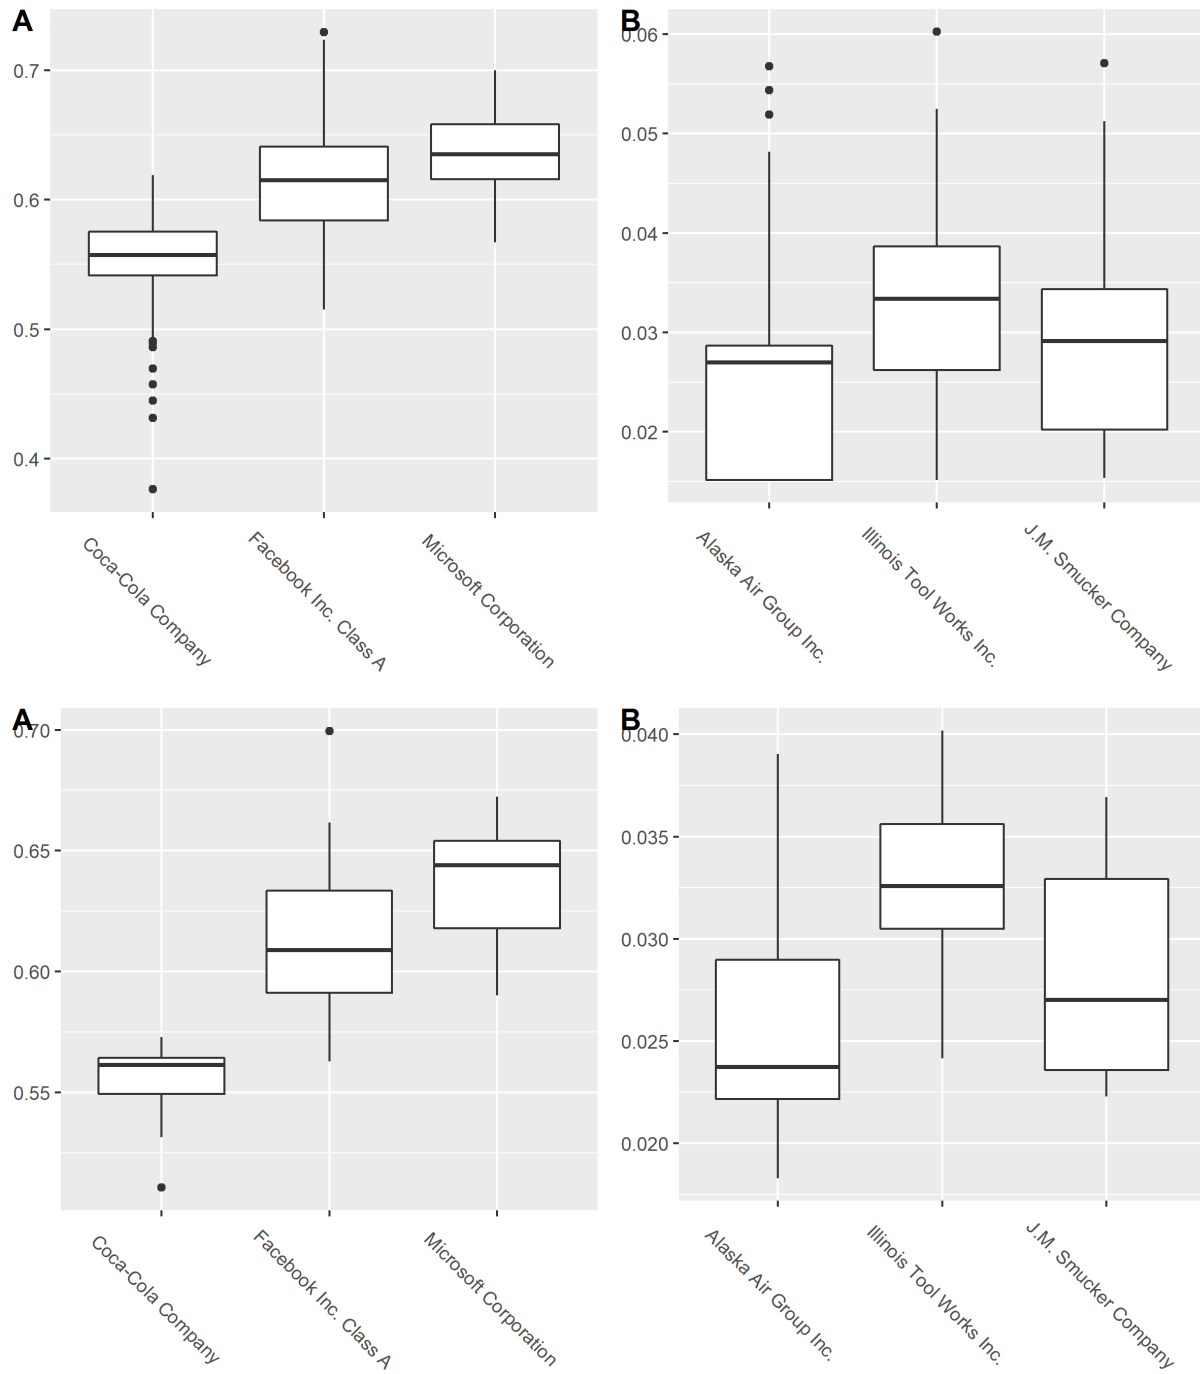 A
0.7
0.6
0.5
0.4
Coca-Cola Company
Facebook Inc. Class A
Microsoft Corporation
B
0.06
0.05
0.04
0.03
0.02
Alaska Air Group Inc.
Illinois Tool Works Inc.
J.M. Smucker Company
A
0.70
0.65
0.60
0.55
Coca-Cola Company
Facebook Inc. Class A
Microsoft Corporation
B
0.040
0.035
0.030
0.025
0.020
Alaska Air Group Inc.
Illinois Tool Works Inc.
J.M. Smucker Company